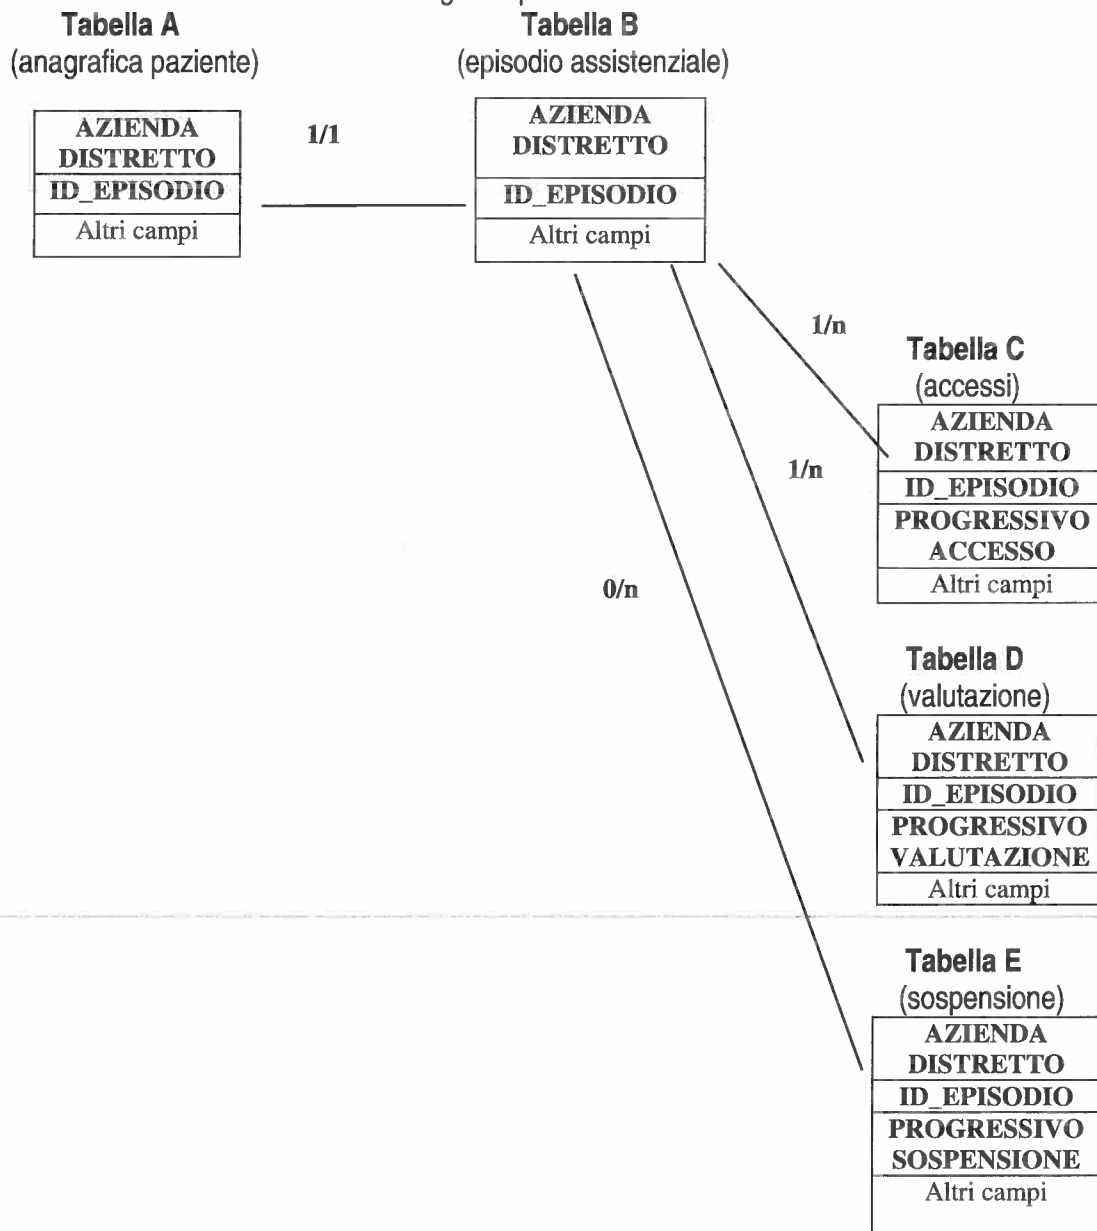 Tabella A
(anagrafica paziente)
AZIENDA
DISTRETTO
ID_EPISODIO
Altri campi
1/1
Tabella B
(episodio assistenziale)
AZIENDA
DISTRETTO
ID_EPISODIO
Altri campi
1/n
Tabella C
(accessi)
AZIENDA
DISTRETTO
ID_EPISODIO
PROGRESSIVO
ACCESSO
Altri campi
1/n
Tabella D
(valutazione)
AZIENDA
DISTRETTO
ID_EPISODIO
PROGRESSIVO
VALUTAZIONE
Altri campi
0/n
Tabella E
(sospensione)
AZIENDA
DISTRETTO
ID_EPISODIO
PROGRESSIVO
SOSPENSIONE
Altri campi